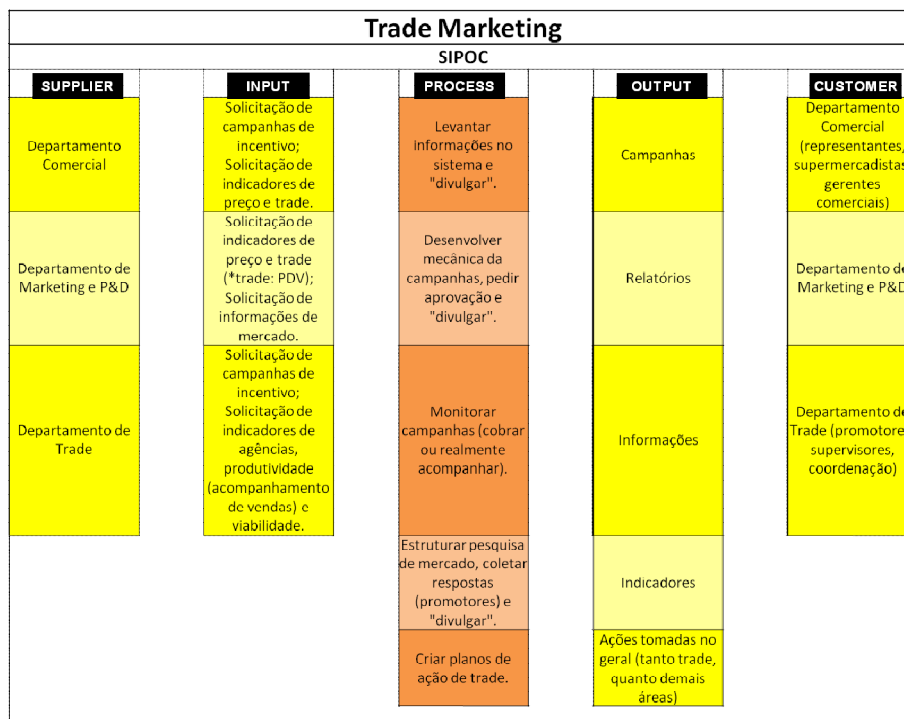 Trade Marketing
SIPOC
SUPPLIER
INPUT
PROCESS
OUTPUT
CUSTOMER
Departamento
Comercial
Solicitação de
campanhas de
incentivo;
Solicitação de
indicadores de
preço e trade.
Levantar
informações no
sistema e
"divulgar".
Campanhas
Departamento
Comercial
(representantes,
supermercadistas
gerentes
comerciais)
Departamento de
Marketing e P&D
Solicitação de
indicadores de
preço e trade
(*trade: PDV);
Solicitação de
informações de
mercado.
Desenvolver
mecânica da
campanhas, pedir
aprovação e
"divulgar".
Relatórios
Departamento de
Marketing e P&D
Departamento de
Trade
Solicitação de
campanhas de
incentivo;
Solicitação de
indicadores de
agências,
produtividade
(acompanhamento
de vendas) e
viabilidade.
Monitorar
campanhas (cobrar
ou realmente
acompanhar).
Informações
Departamento de
Trade (promotore
supervisores,
coordenação)
Estruturar pesquisa
de mercado, coletar
respostas
(promotores) e
"divulgar".
Indicadores
Criar planos de
ação de trade.
Ações tomadas no
geral (tanto trade,
quanto demais
áreas)